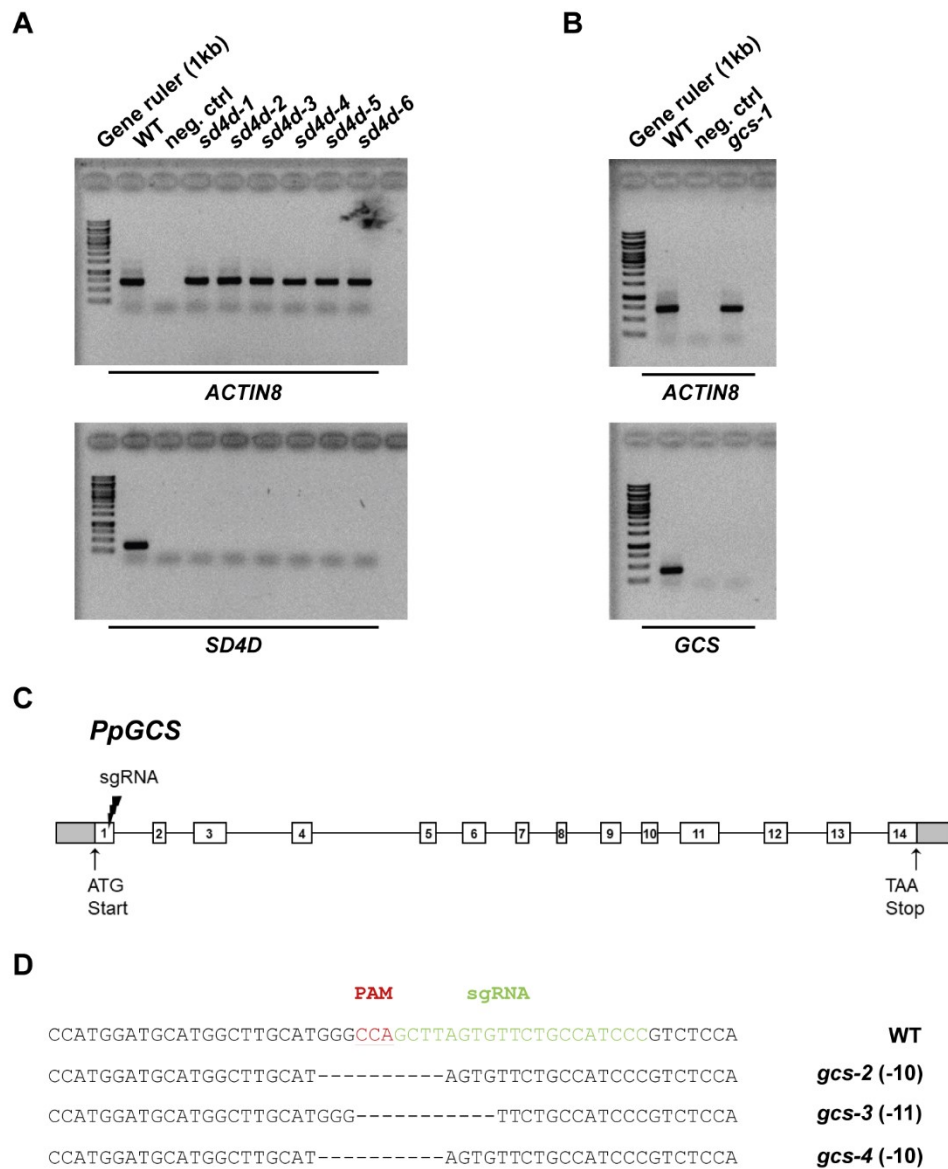 A
Gene ruler (1kb)
WT
neg. ctrl
sd4d-1
sd4d-2
sd4d-3
sd4d-4
sd4d-5
sd4d-6
ACTIN8
SD4D
B
Gene ruler (1kb)
WT
neg. ctrl
gcs-1
ACTIN8
GCS
C
PpGCS
sgRNA
1 2 3 4 5 6 7 8 9 10 11 12 13 14
ATG TAA
Start Stop
D
PAM sgRNA
CCATGGATGCATGGCTTGCATGGGCCAGCTTAGTGTTCTGCCATCCCGTCTCCA WT
CCATGGATGCATGGCTTGCAT----------AGTGTTCTGCCATCCCGTCTCCA gcs-2 (-10)
CCATGGATGCATGGCTTGCATGGG-----------TTCTGCCATCCCGTCTCCA gcs-3 (-11)
CCATGGATGCATGGCTTGCAT----------AGTGTTCTGCCATCCCGTCTCCA gcs-4 (-10)